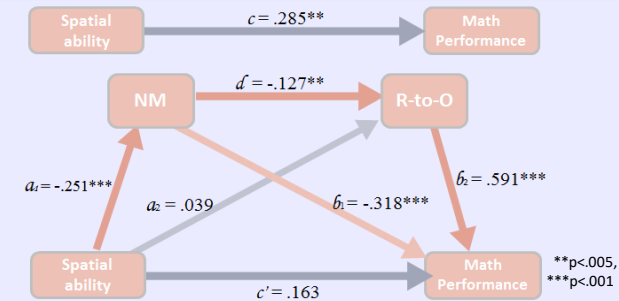 c = .285**
Spatial
ability
Math
Performance
d = -.127**
NM
R-to-O
a₁= -.251***
a₂ = .039
b₁= -.318***
b₂= .591***
Spatial
ability
Math
Performance
c' = .163
**p<.005,
***p<.001